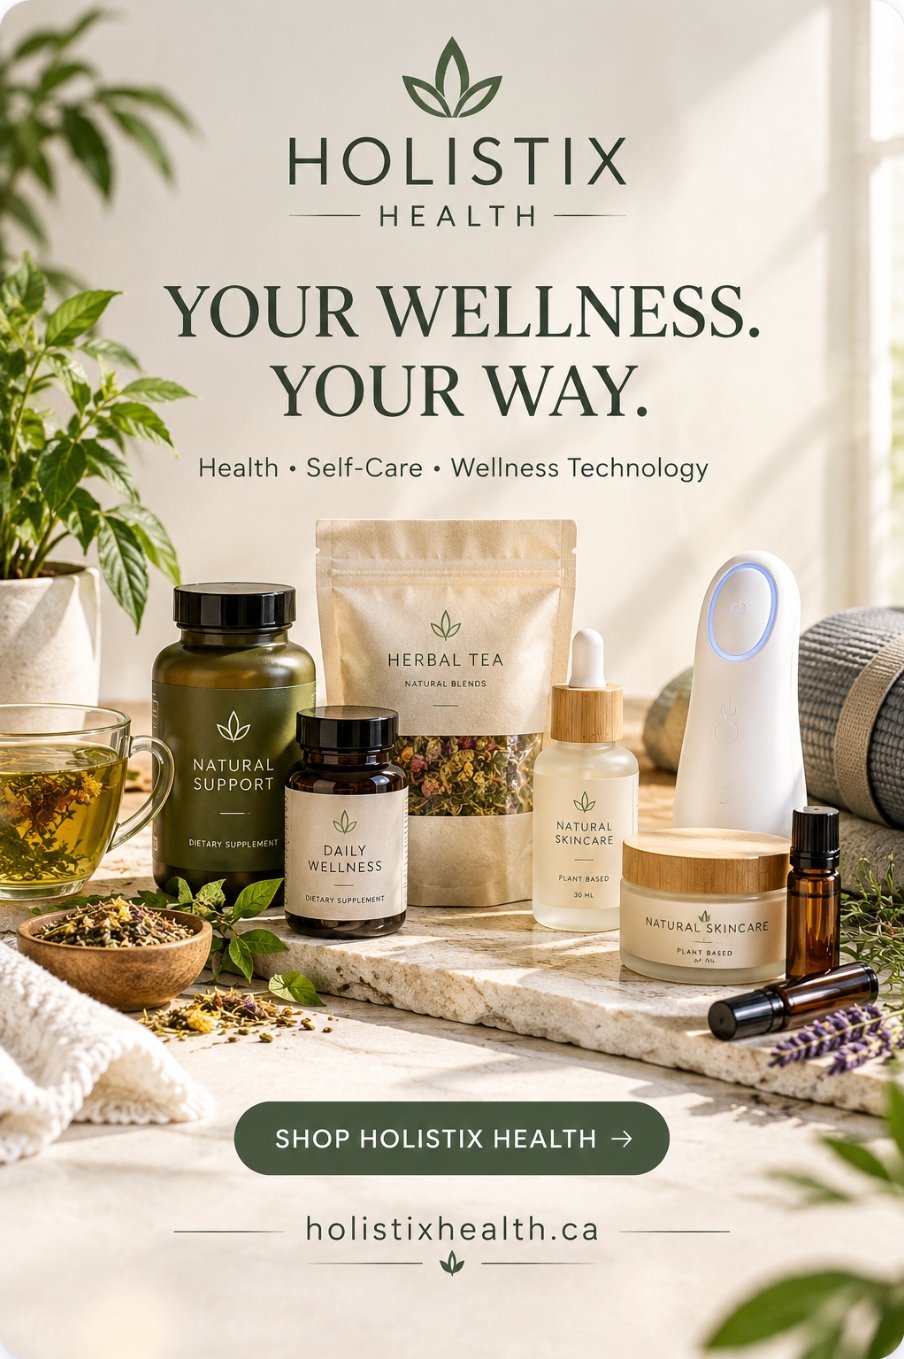 HOLISTIX
HEALTH
YOUR WELLNESS.
YOUR WAY.
Health • Self-Care • Wellness Technology
HERBAL TEA
NATURAL BLENDS
NATURAL
SUPPORT
DIETARY SUPPLEMENT
DAILY
WELLNESS
DIETARY SUPPLEMENT
NATURAL
SKINCARE
PLANT BASED
30 ML
NATURAL SKINCARE
PLANT BASED
SHOP HOLISTIX HEALTH →
holistixhealth.ca